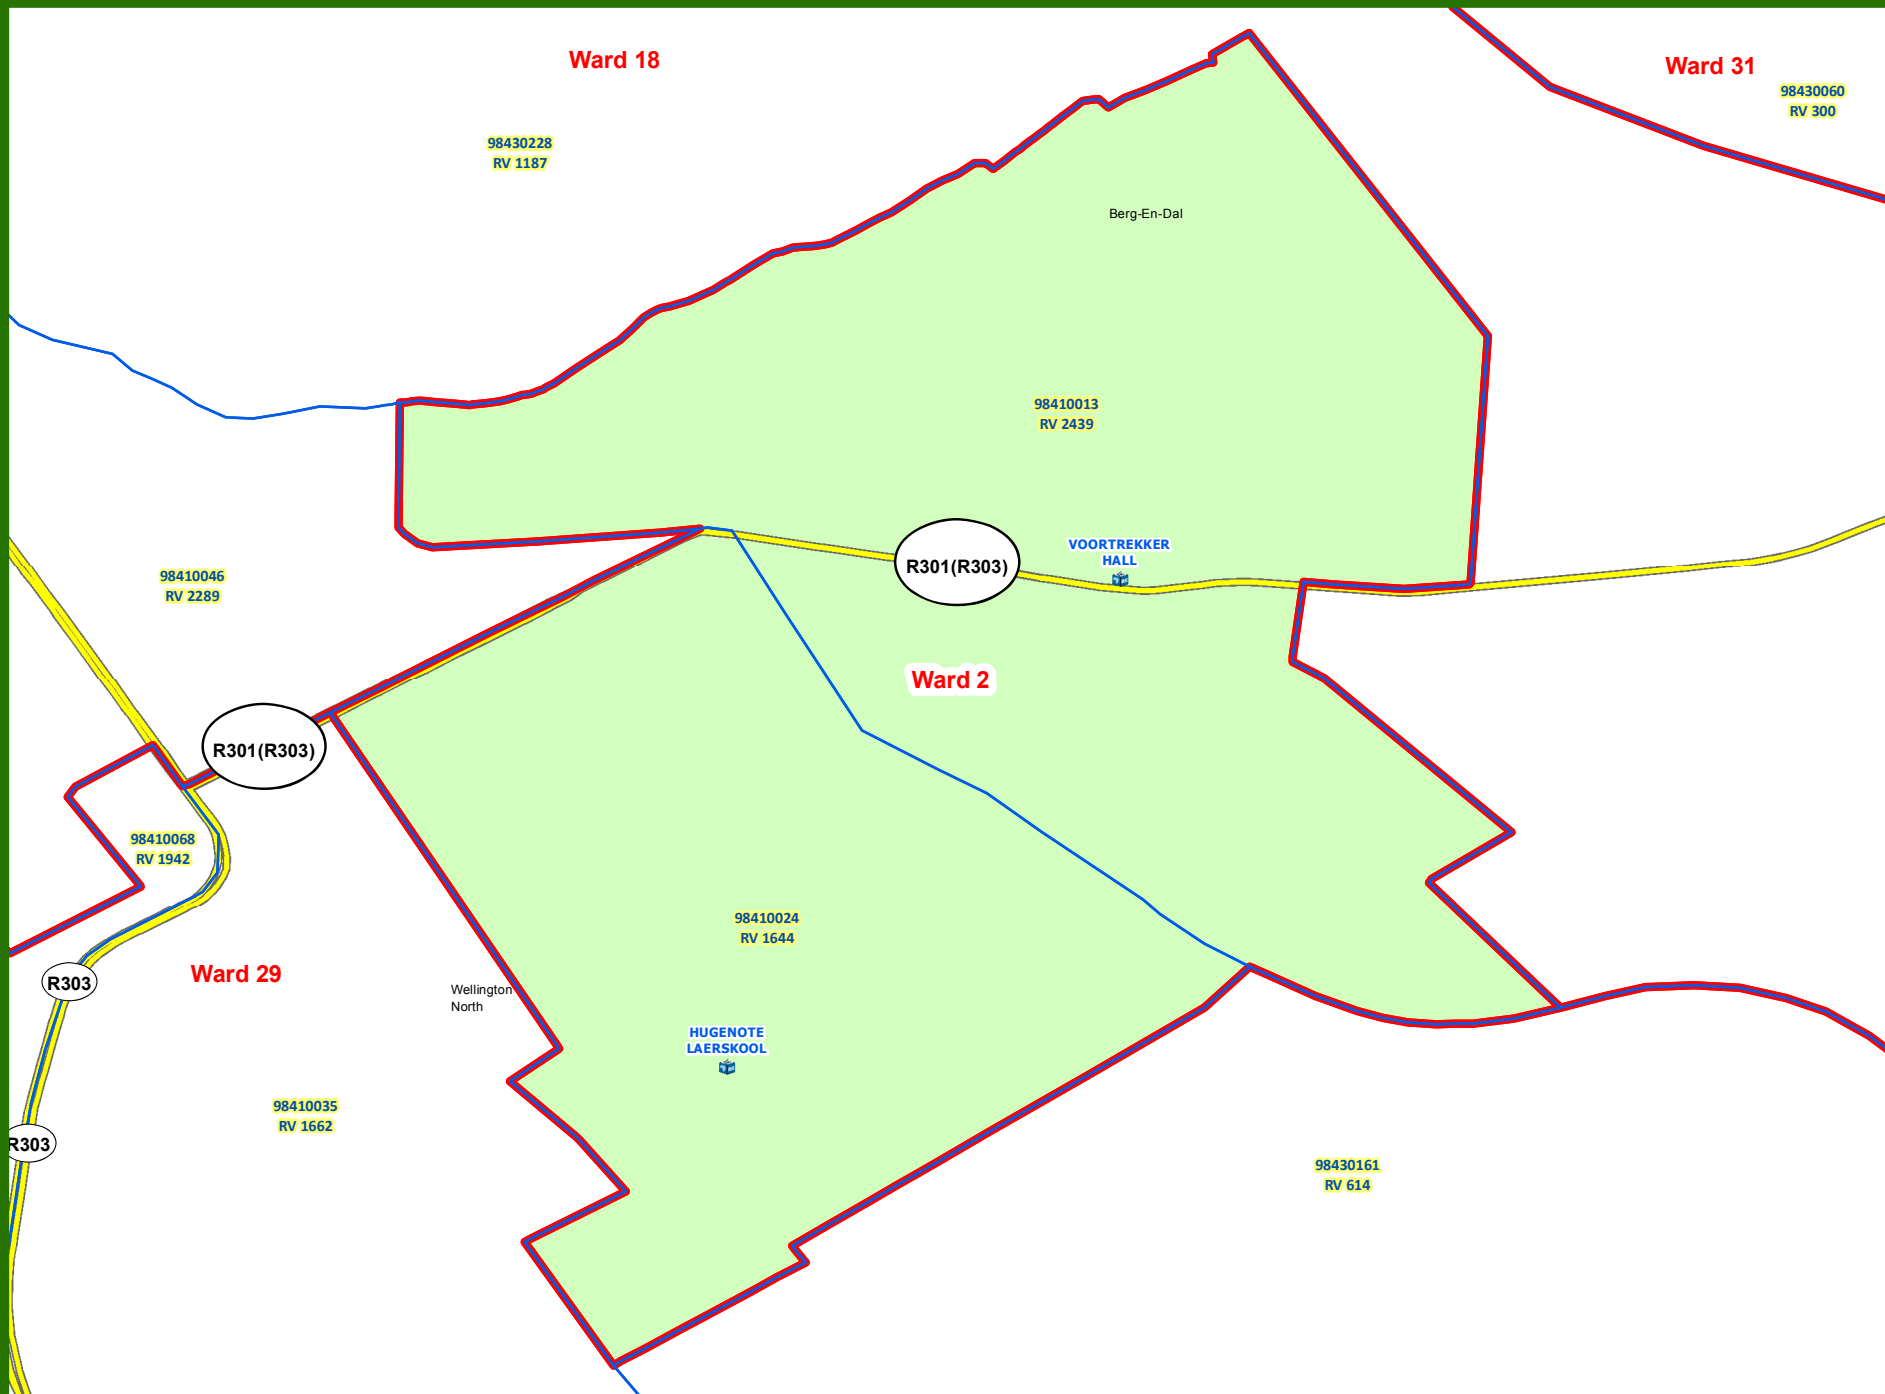 Ward 18
Ward 31
98430060
RV 300
98430228
RV 1187
Berg-En-Dal
98410013
RV 2439
VOORTREKKER
HALL
R301(R303)
98410046
RV 2289
Ward 2
R301(R303)
98410068
RV 1942
98410024
RV 1644
Ward 29
R303
Wellington
North
HUGENOTE
LAERSKOOL
98410035
RV 1662
R303
98430161
RV 614